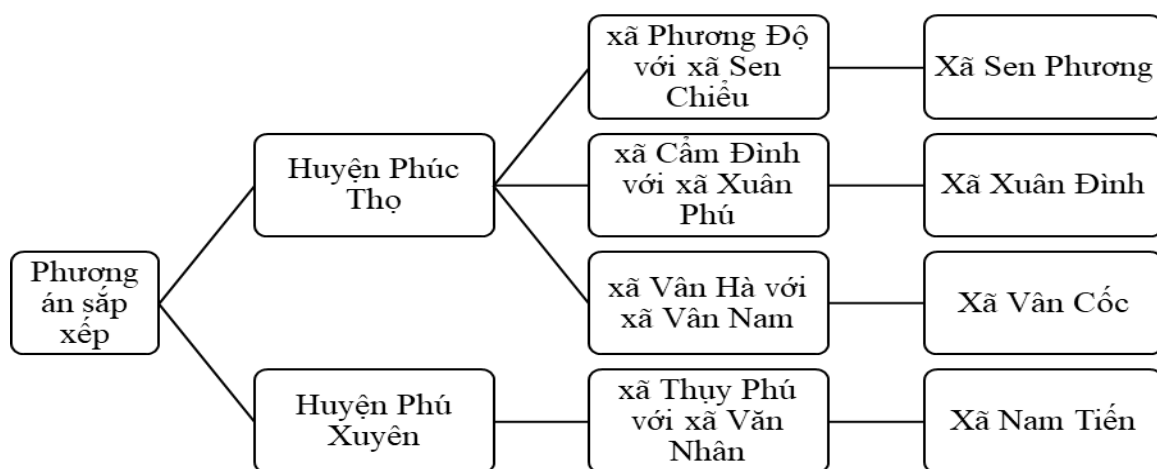 Phương
án sắp
xếp
Huyện Phúc
Thọ
xã Phương Độ
với xã Sen
Chiểu
Xã Sen Phương
xã Cẩm Đình
với xã Xuân
Phú
Xã Xuân Đình
xã Vân Hà với
xã Vân Nam
Xã Vân Cốc
Huyện Phú
Xuyên
xã Thụy Phú
với xã Văn
Nhân
Xã Nam Tiến